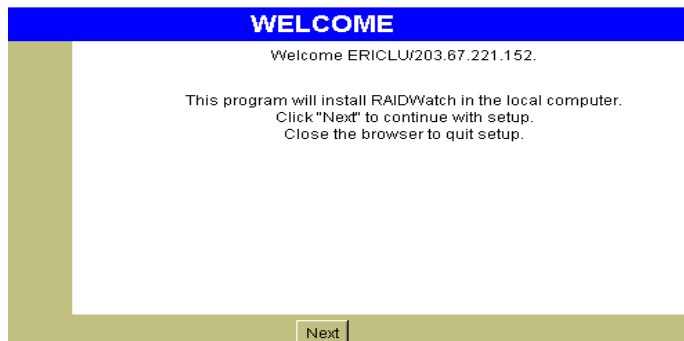 WELCOME
Welcome ERICLU/203.67.221.152.
This program will install RAIDWatch in the local computer.
Click "Next" to continue with setup.
Close the browser to quit setup.
Next